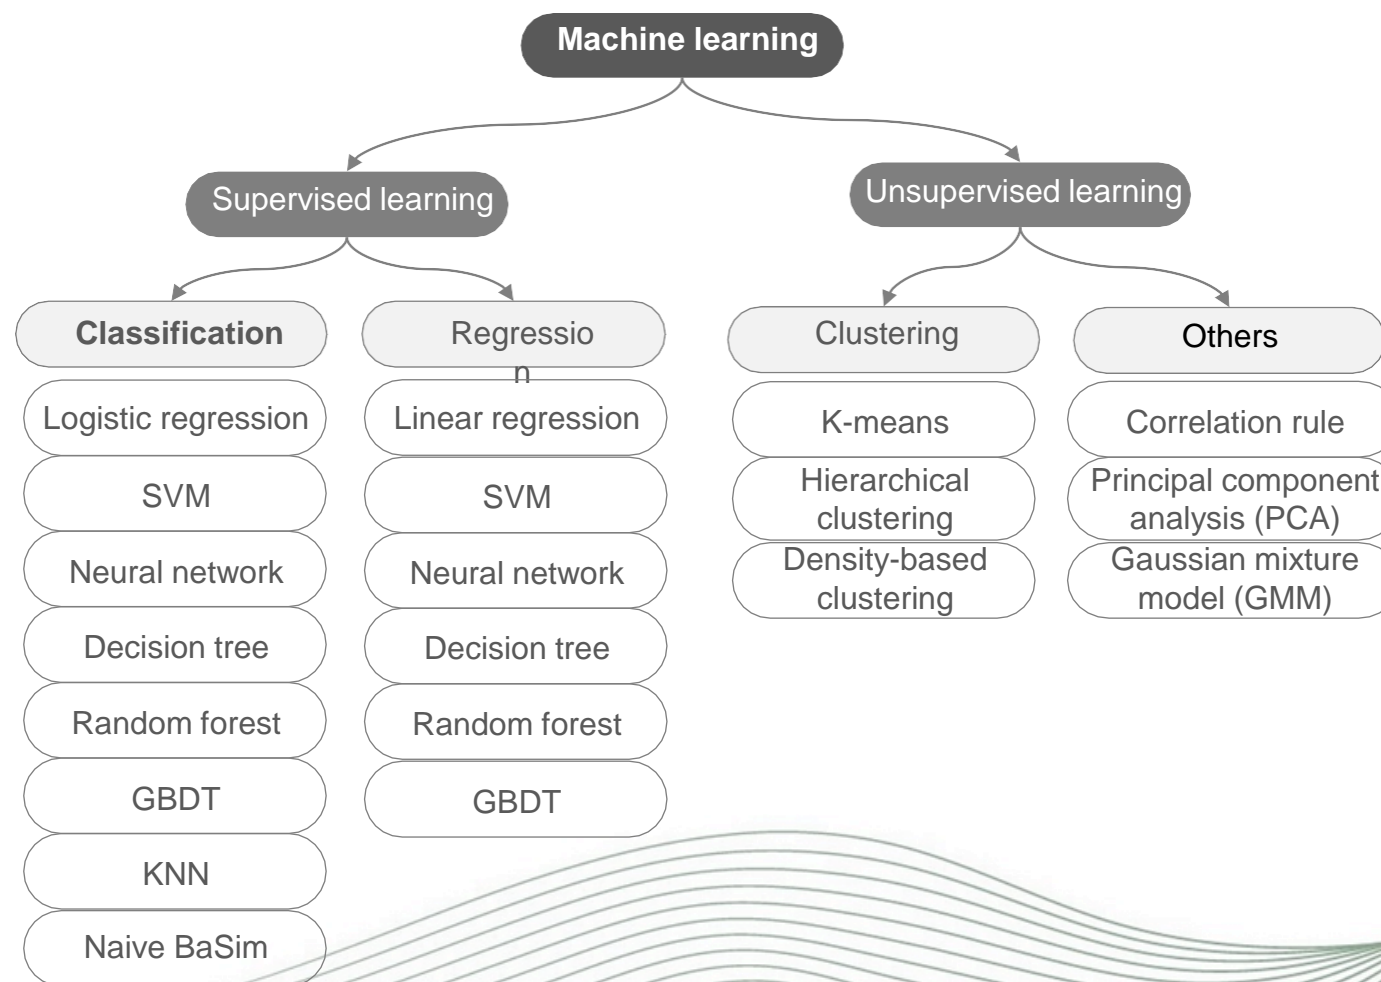 Machine learning
Supervised learning
Unsupervised learning
Classification
Regressio
n
Clustering
Others
Logistic regression
SVM
Neural network
Decision tree
Random forest
GBDT
KNN
Naive BaSim
Linear regression
SVM
Neural network
Decision tree
Random forest
GBDT
K-means
Hierarchical
clustering
Density-based
clustering
Correlation rule
Principal component
analysis (PCA)
Gaussian mixture
model (GMM)